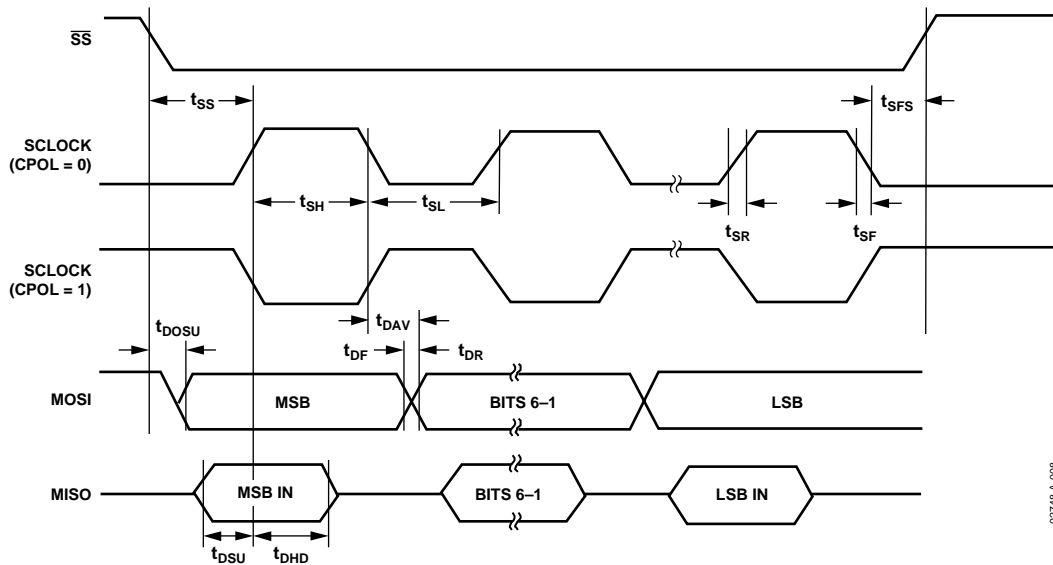 SS
tSS
tSFS
SCLOCK
(CPOL = 0)
tSH
tSL
tSR
tSF
SCLOCK
(CPOL = 1)
tDAV
tDOSU
tDF
tDR
MOSI
MSB
BITS 6–1
LSB
MISO
MSB IN
BITS 6–1
LSB IN
tDSU
tDHD